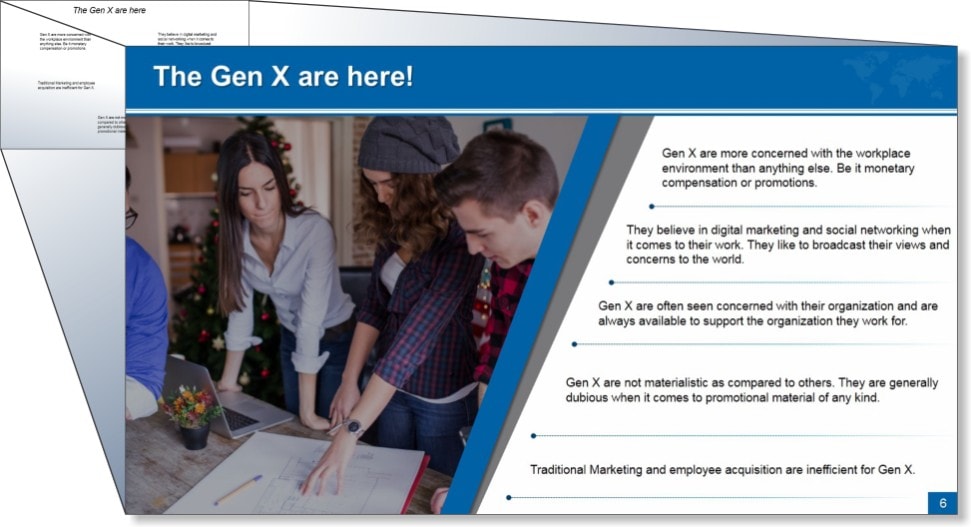 The Gen X are here
Gen X are more concerned with
the workplace environment than
anything else. Be it monetary
compensation or promotions.
They believe in digital marketing and
social networking when it comes to
their work. They like to broadcast
Traditional Marketing and employee
acquisition are inefficient for Gen X.
Gen X are not
compared to
generally
promotional
The Gen X are here!
Gen X are more concerned with the workplace
environment than anything else. Be it monetary
compensation or promotions.
They believe in digital marketing and social networking when
it comes to their work. They like to broadcast their views and
concerns to the world.
Gen X are often seen concerned with their organization and are
always available to support the organization they work for.
Gen X are not materialistic as compared to others. They are generally
dubious when it comes to promotional material of any kind.
Traditional Marketing and employee acquisition are inefficient for Gen X.
6